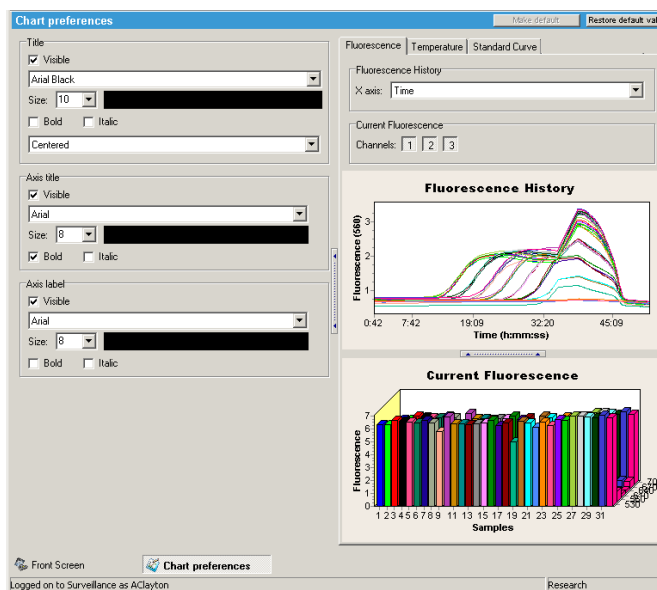 Chart preferences
Make default
Restore default val
Title
Visible
Arial Black
Size: 10
Bold Italic
Centered
Axis title
Visible
Arial
Size: 8
Bold Italic
Axis label
Visible
Arial
Size: 8
Bold Italic
Fluorescence Temperature Standard Curve
Fluorescence History
X axis: Time
Current Fluorescence
Channels: 1 2 3
Fluorescence History
Fluorescence (560)
3
2
1
0:42 7:42 19:09 32:20 45:09
Time (h:mm:ss)
Current Fluorescence
Fluorescence
7
6
5
4
3
2
1
0
1 2 3 4 5 6 7 8 9 11 13 15 17 19 21 23 25 27 29 31
530
Samples
Front Screen
Chart preferences
Logged on to Surveillance as AClayton
Research